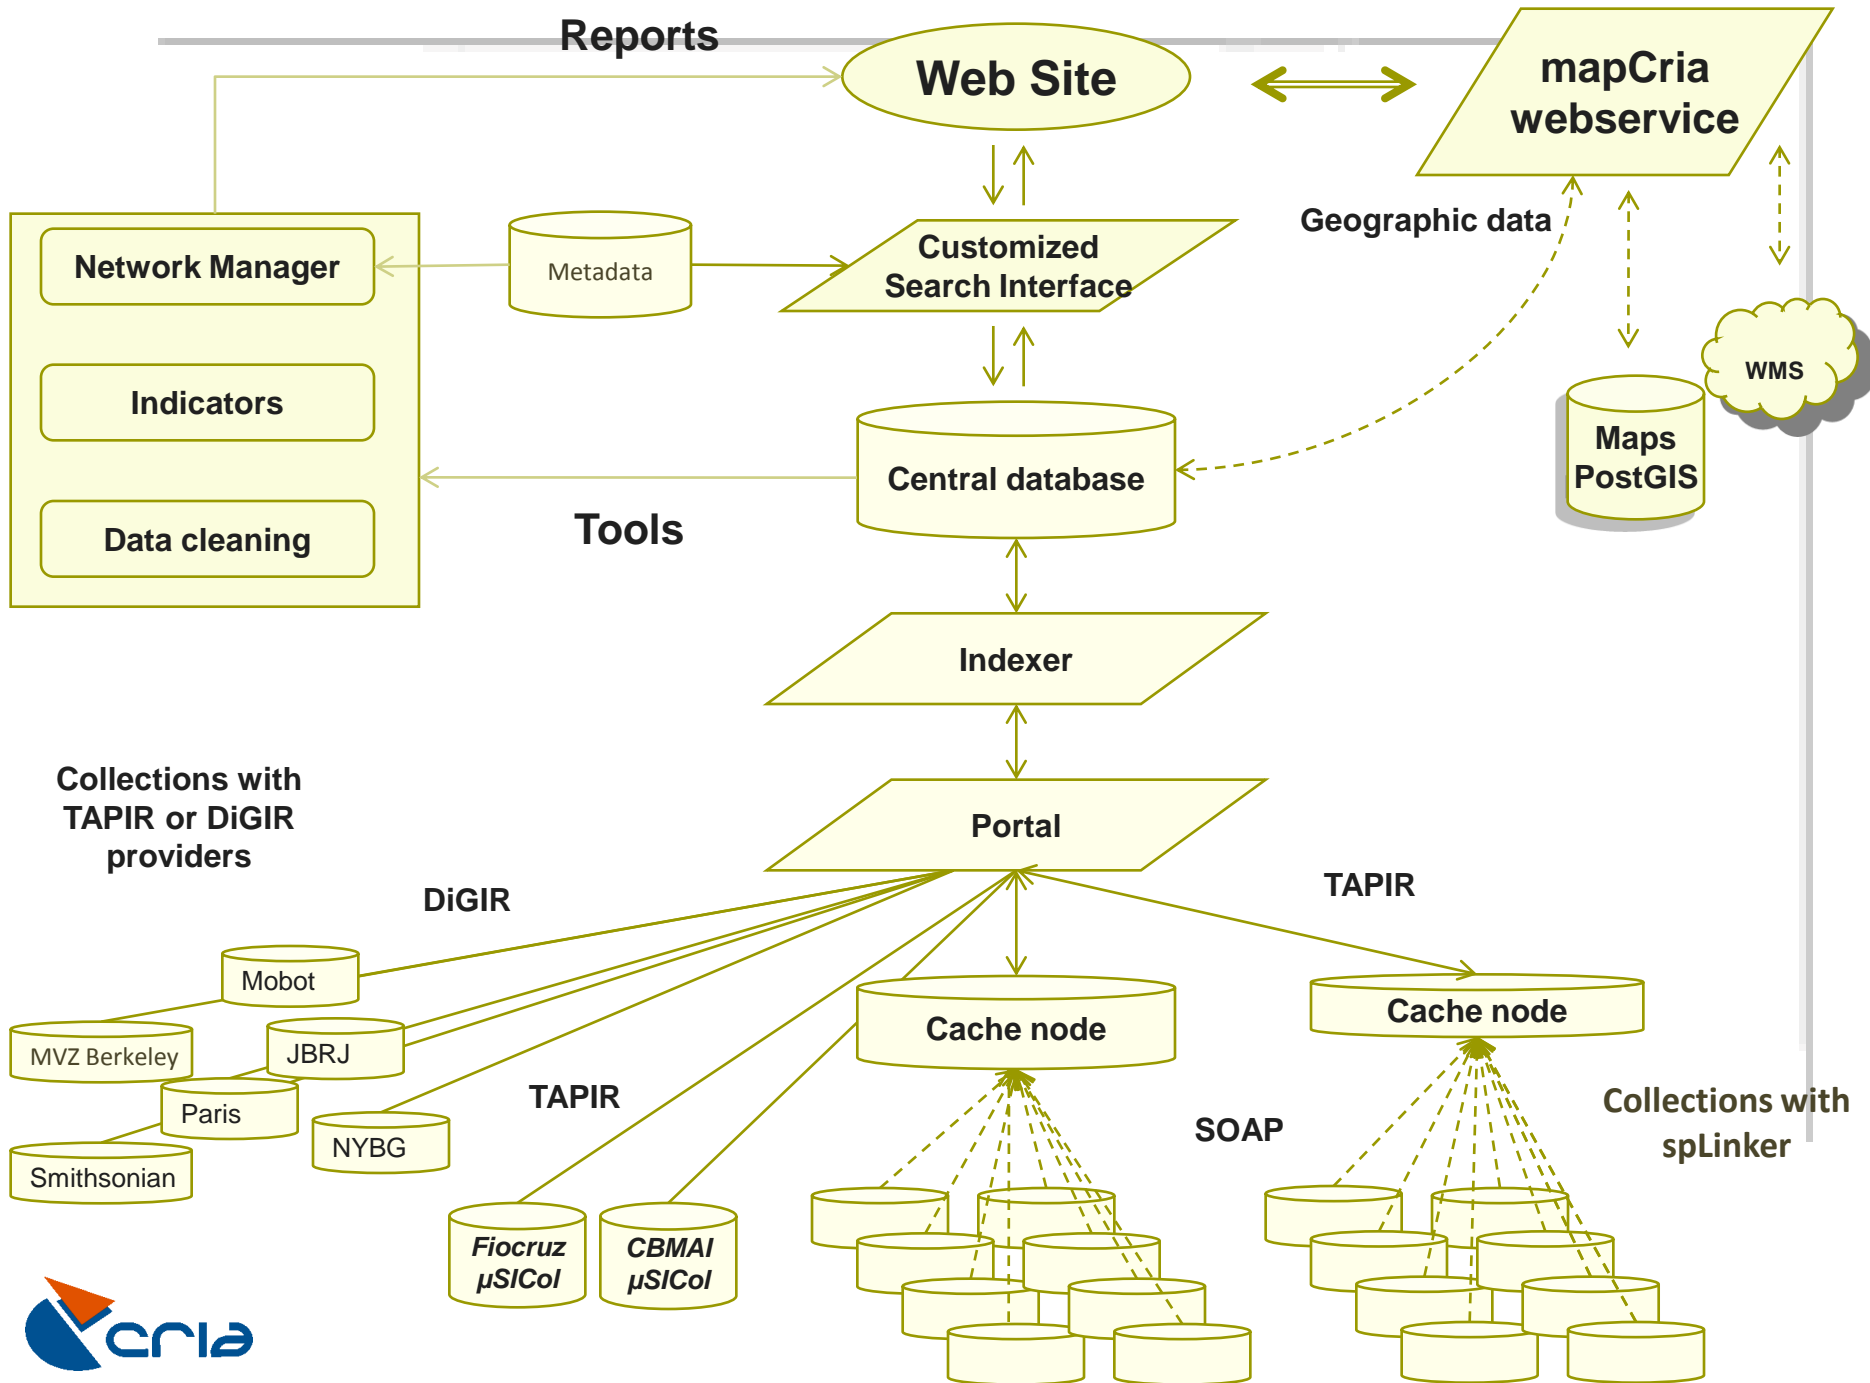 Reports
Web Site
mapCria
webservice
Geographic data
Network Manager
Metadata
Customized
Search Interface
WMS
Indicators
Maps
PostGIS
Central database
Data cleaning
Tools
Indexer
Collections with
TAPIR or DiGIR
providers
Portal
DiGIR
TAPIR
Mobot
Cache node
Cache node
MVZ Berkeley
JBRJ
Paris
TAPIR
NYBG
SOAP
Collections with
spLinker
Smithsonian
Fiocruz
µSICol
CBMAI
µSICol
cria